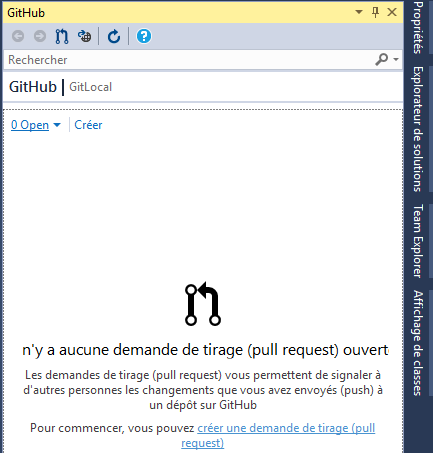 GitHub
Rechercher
GitHub GitLocal
0 Open Créer
n'y a aucune demande de tirage (pull request) ouverte
Les demandes de tirage (pull request) vous permettent de signaler à
d'autres personnes les changements que vous avez envoyés (push) à
un dépôt sur GitHub
Pour commencer, vous pouvez créer une demande de tirage (pull
request)
Propriétés
Explorateur de solutions
Team Explorer
Affichage de classes